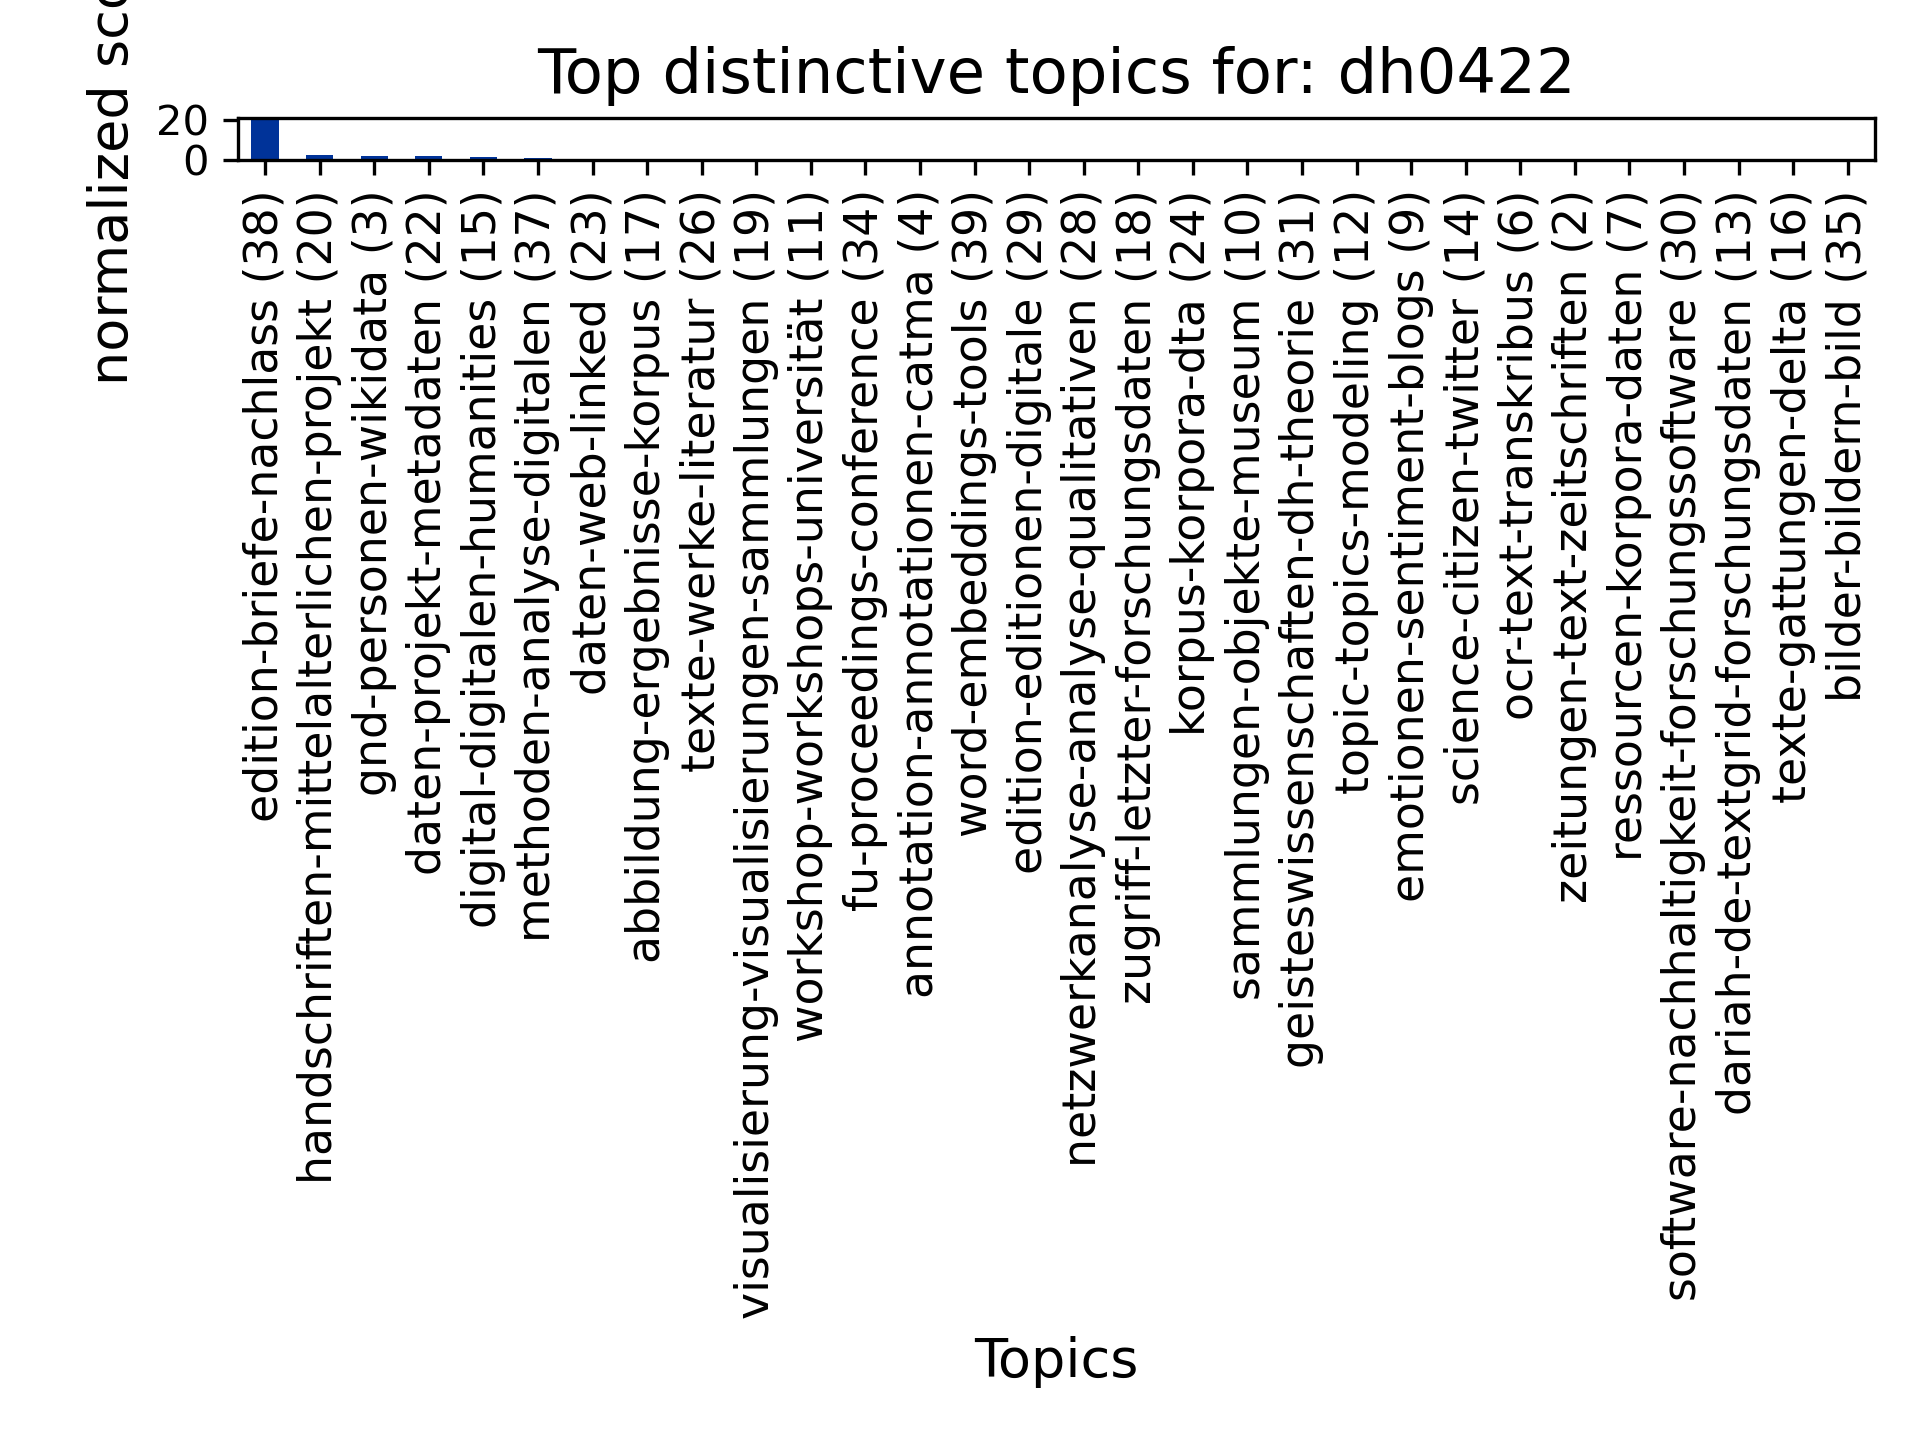 Top distinctive topics for: dh0422
normalized sco
20
0
edition-briefe-nachlass (38)
handschriften-mittelalterlichen-projekt (20)
gnd-personen-wikidata (3)
daten-projekt-metadaten (22)
digital-digitalen-humanities (15)
methoden-analyse-digitalen (37)
daten-web-linked (23)
abbildung-ergebnisse-korpus (17)
texte-werke-literatur (26)
visualisierung-visualisierungen-sammlungen (19)
workshop-workshops-universität (11)
fu-proceedings-conference (34)
annotation-annotationen-catma (4)
word-embeddings-tools (39)
edition-editionen-digitale (29)
netzwerkanalyse-analyse-qualitativen (28)
zugriff-letzter-forschungsdaten (18)
korpus-korpora-dta (24)
sammlungen-objekte-museum (10)
geisteswissenschaften-dh-theorie (31)
topic-topics-modeling (12)
emotionen-sentiment-blogs (9)
science-citizen-twitter (14)
ocr-text-transkribus (6)
zeitungen-text-zeitschriften (2)
ressourcen-korpora-daten (7)
software-nachhaltigkeit-forschungssoftware (30)
dariah-de-textgrid-forschungsdaten (13)
texte-gattungen-delta (16)
bilder-bildern-bild (35)
Topics